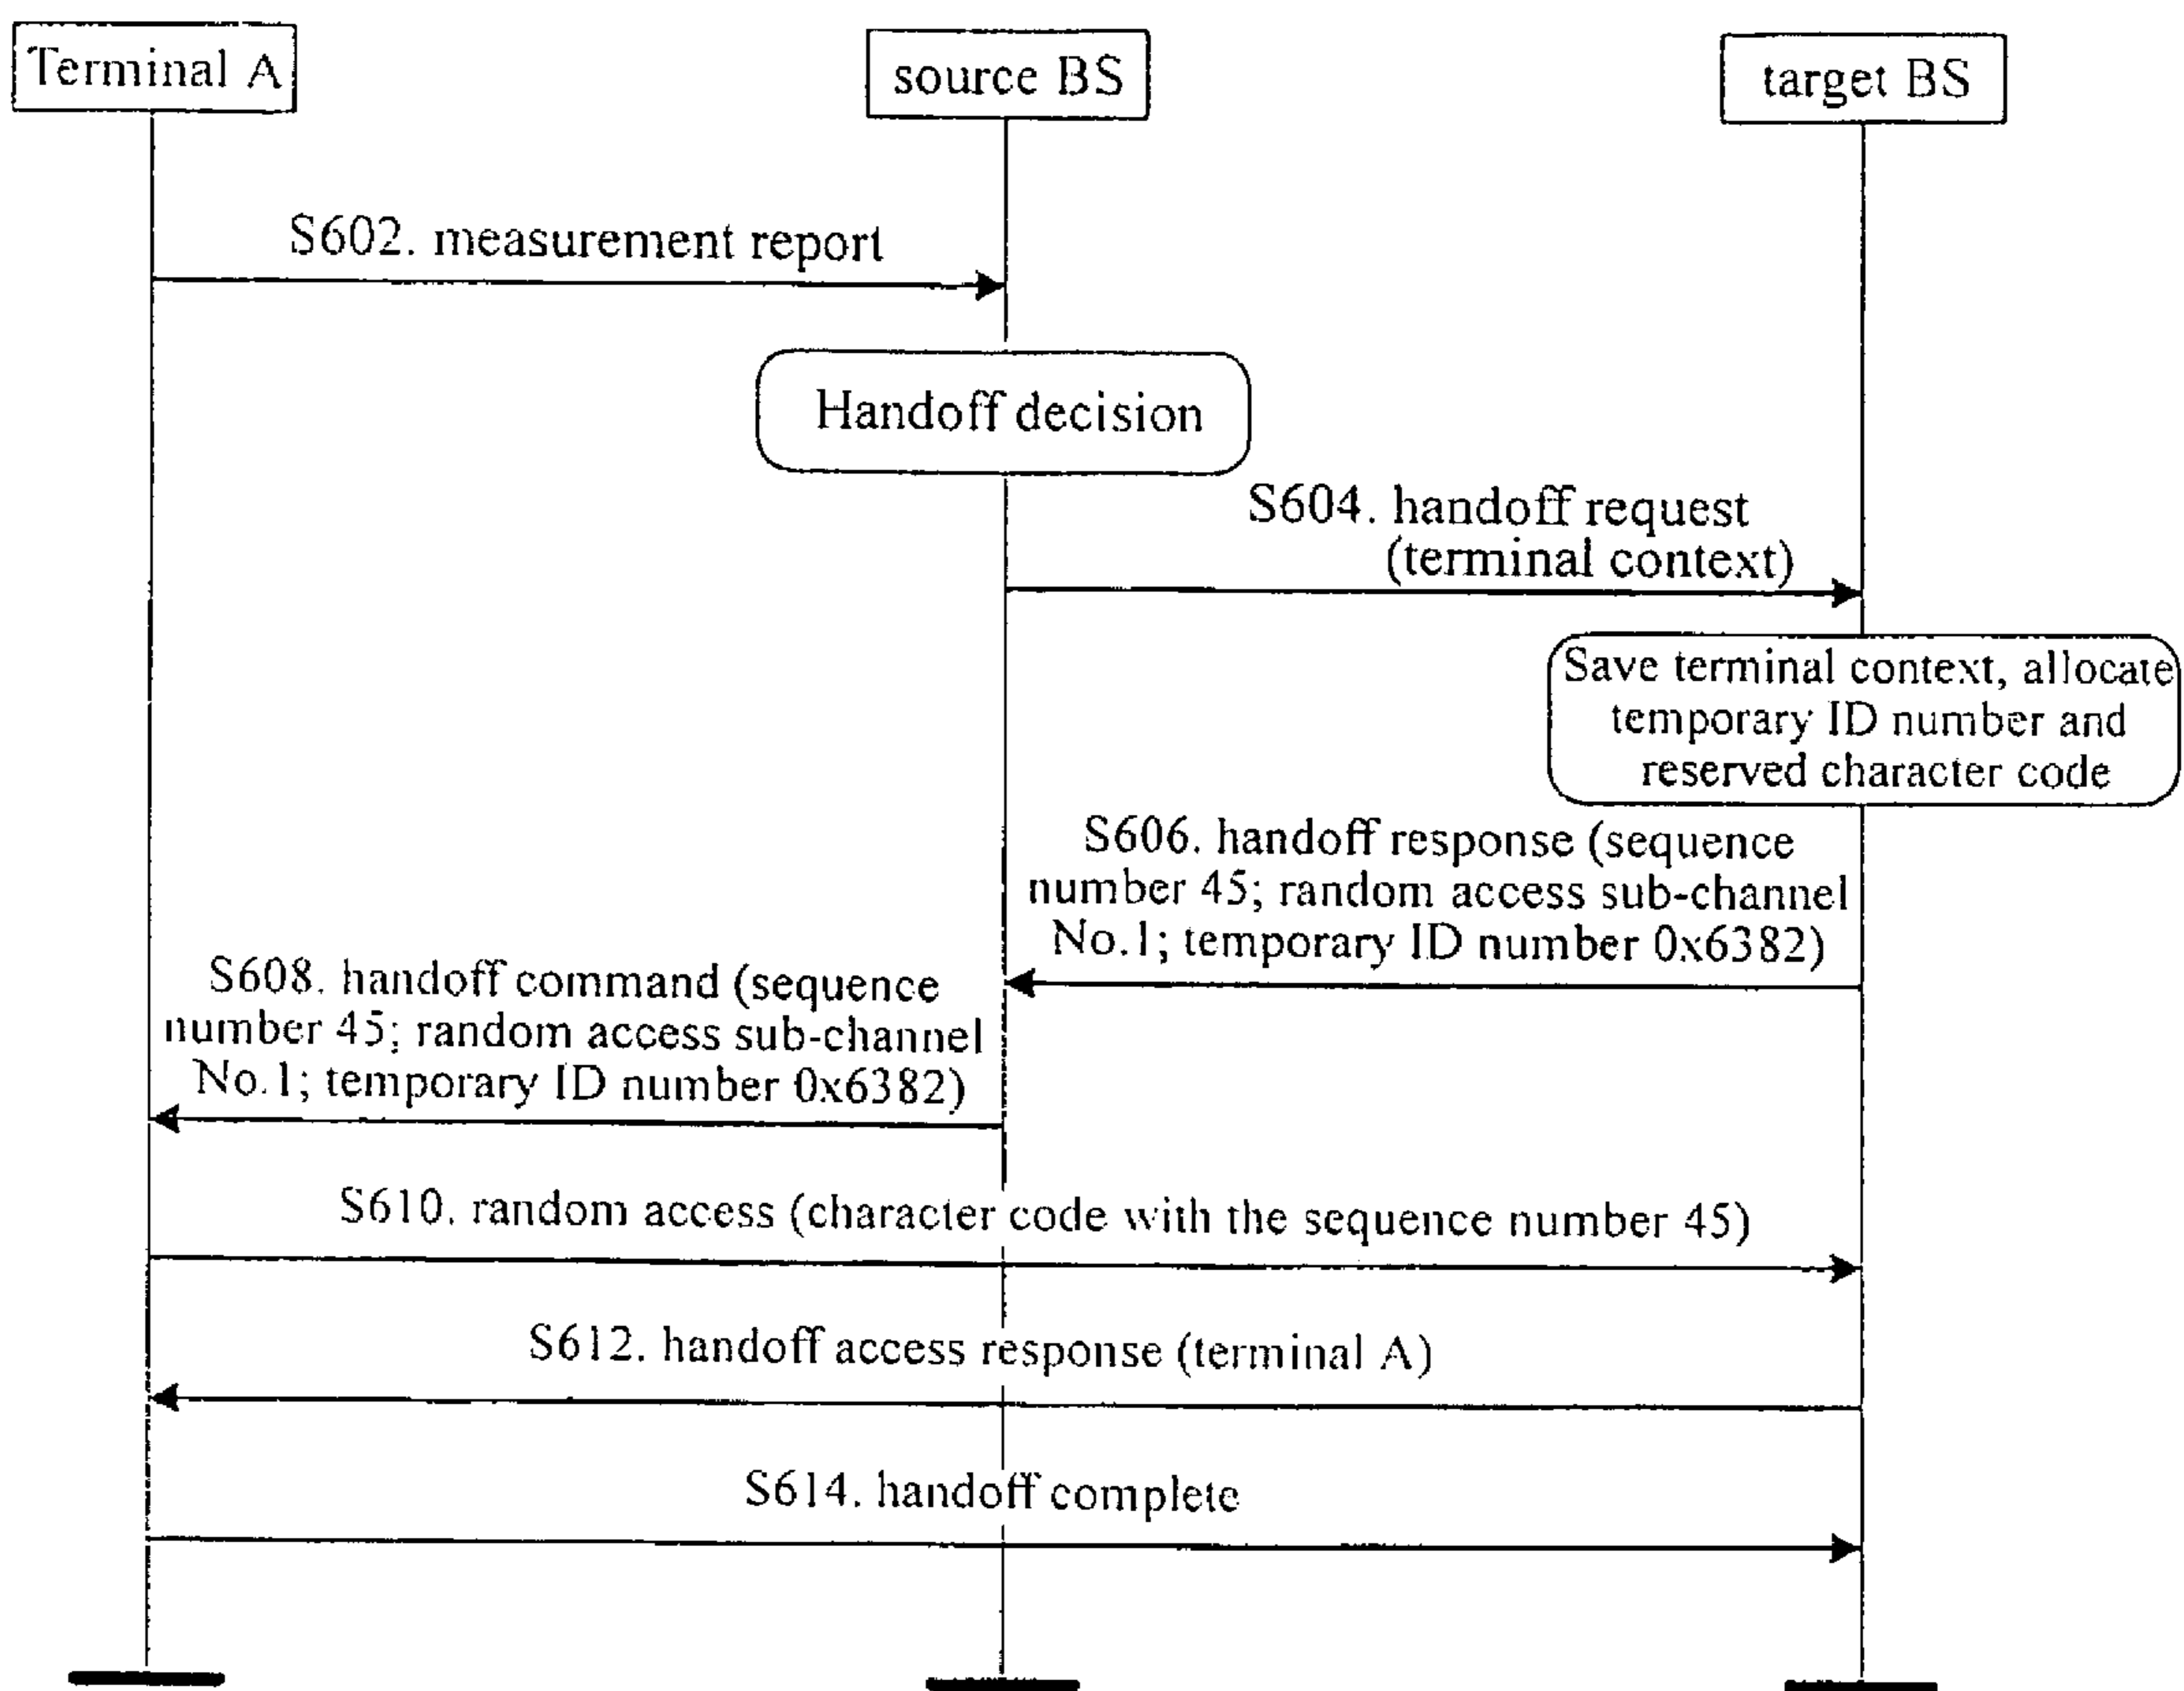 Terminal A
source BS
target BS
S602. measurement report
Handoff decision
S604. handoff request
(terminal context)
Save terminal context, allocate
temporary ID number and
reserved character code
S606. handoff response (sequence
number 45; random access sub-channel
No.1; temporary ID number 0x6382)
S608. handoff command (sequence
number 45; random access sub-channel
No.1; temporary ID number 0x6382)
S610. random access (character code with the sequence number 45)
S612. handoff access response (terminal A)
S614. handoff complete